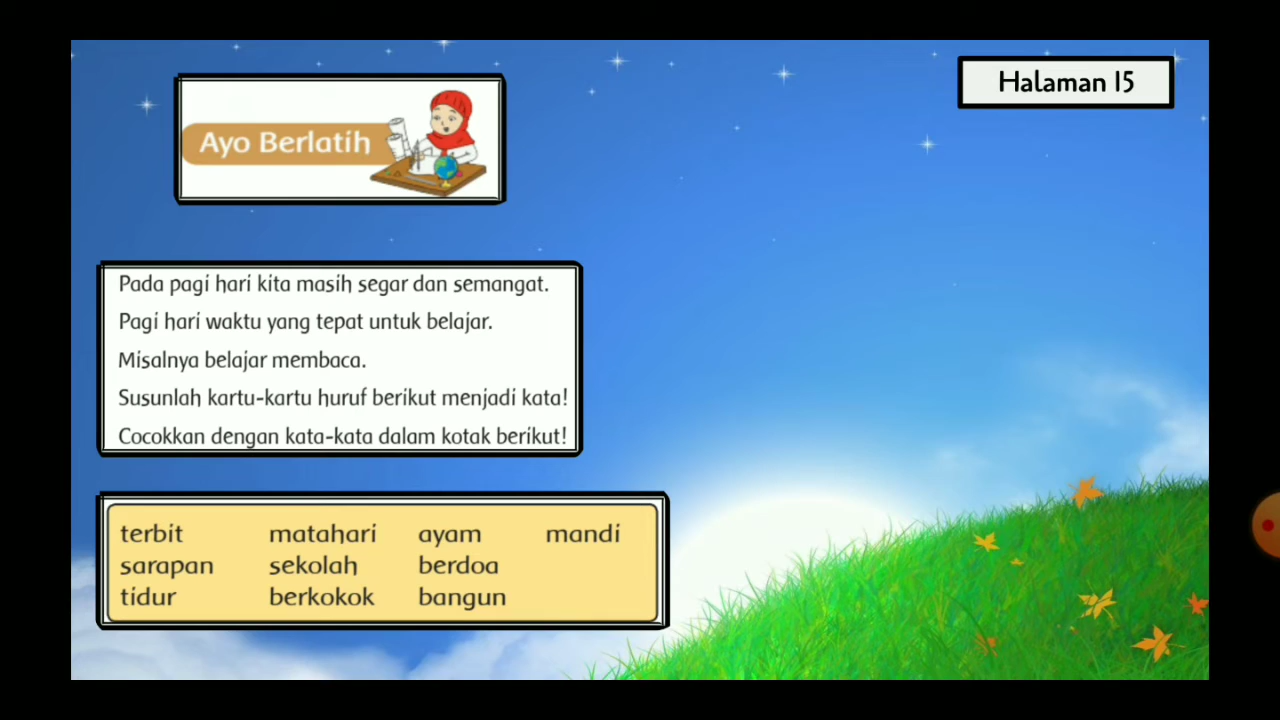 Halaman 15
Ayo Berlatih
Pada pagi hari kita masih segar dan semangat.
Pagi hari waktu yang tepat untuk belajar.
Misalnya belajar membaca.
Susunlah kartu-kartu huruf berikut menjadi kata!
Cocokkan dengan kata-kata dalam kotak berikut!
terbit matahari ayam mandi
sarapan sekolah berdoa
tidur berkokok bangun